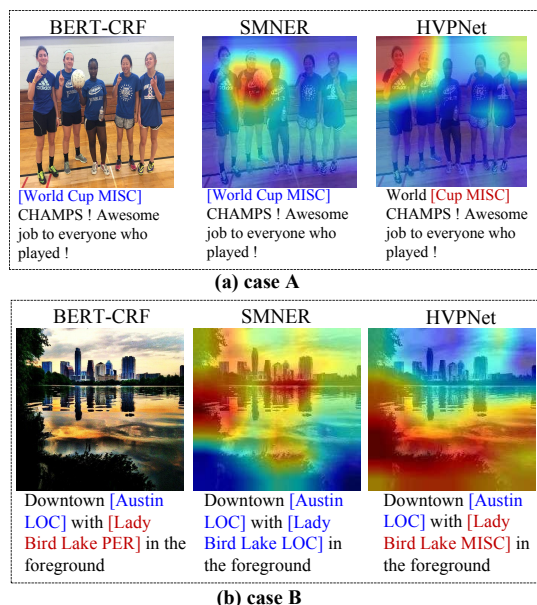 BERT-CRF SMNER HVPNet
[World Cup MISC]
CHAMPS ! Awesome
job to everyone who
played !
[World Cup MISC]
CHAMPS ! Awesome
job to everyone who
played !
World [Cup MISC]
CHAMPS ! Awesome
job to everyone who
played !
(a) case A
BERT-CRF SMNER HVPNet
Downtown [Austin
LOC] with [Lady
Bird Lake PER] in the
foreground
Downtown [Austin
LOC] with [Lady
Bird Lake LOC] in
the foreground
Downtown [Austin
LOC] with [Lady
Bird Lake MISC] in
the foreground
(b) case B